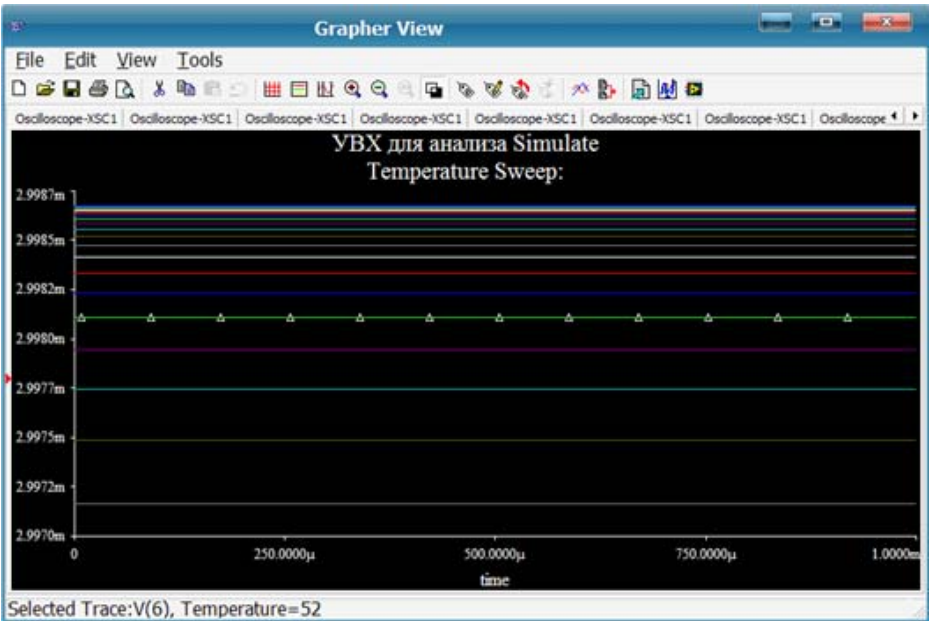 Grapher View
File Edit View Tools
Oscilloscope-XSC1 Oscilloscope-XSC1 Oscilloscope-XSC1 Oscilloscope-XSC1 Oscilloscope-XSC1 Oscilloscope-XSC1 Oscilloscope-XSC1 Oscilloscope
УВХ для анализа Simulate
Temperature Sweep:
2.9987m
2.9985m
2.9982m
2.9980m
2.9977m
2.9975m
2.9972m
2.9970m
0 250.0000µ 500.0000µ 750.0000µ 1.0000m
time
Selected Trace:V(6), Temperature=52